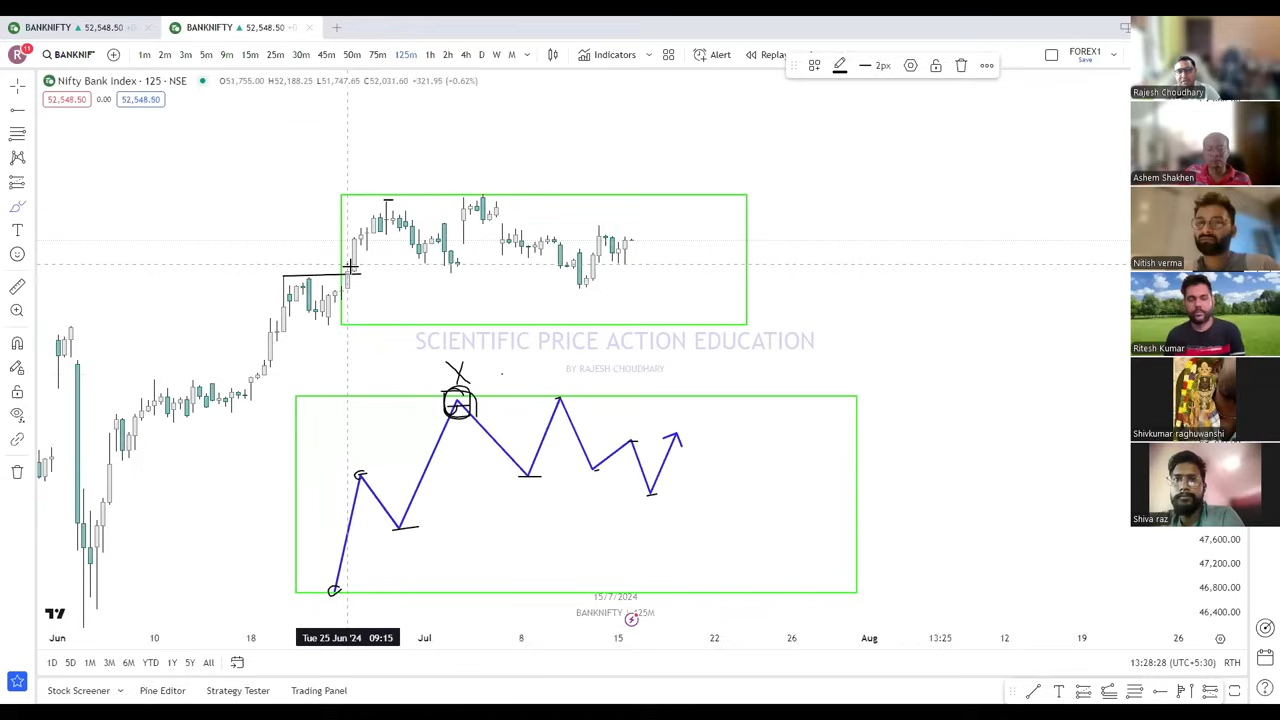 BANKNIFTY ▲ 52,548.50
BANKNIFTY ▲ 52,548.50
R 11 BANKNIF 1m 2m 3m 5m 9m 15m 25m 30m 45m 50m 75m 125m 1h 2h 4h D W M Indicators Alert Replay 2px FOREX1
Save
Nifty Bank Index · 125 · NSE O51,755.00 H52,188.25 L51,747.65 C52,031.60 +321.95 (+0.62%)
52,548.50 0.00 52,548.50
Rajesh Choudhary
Ashem Shakhen
Nitish verma
Ritesh Kumar
Shivkumar raghuwanshi
Shiva raz
SCIENTIFIC PRICE ACTION EDUCATION
BY RAJESH CHOUDHARY
X
47,600.00
47,200.00
46,800.00
46,400.00
15/7/2024
BANKNIFTY | 125M
Jun 10 18 Tue 25 Jun '24 09:15 Jul 8 15 22 26 Aug 13:25 12 19 26
1D 5D 1M 3M 6M YTD 1Y 5Y All 13:28:28 (UTC+5:30) RTH
Stock Screener Pine Editor Strategy Tester Trading Panel